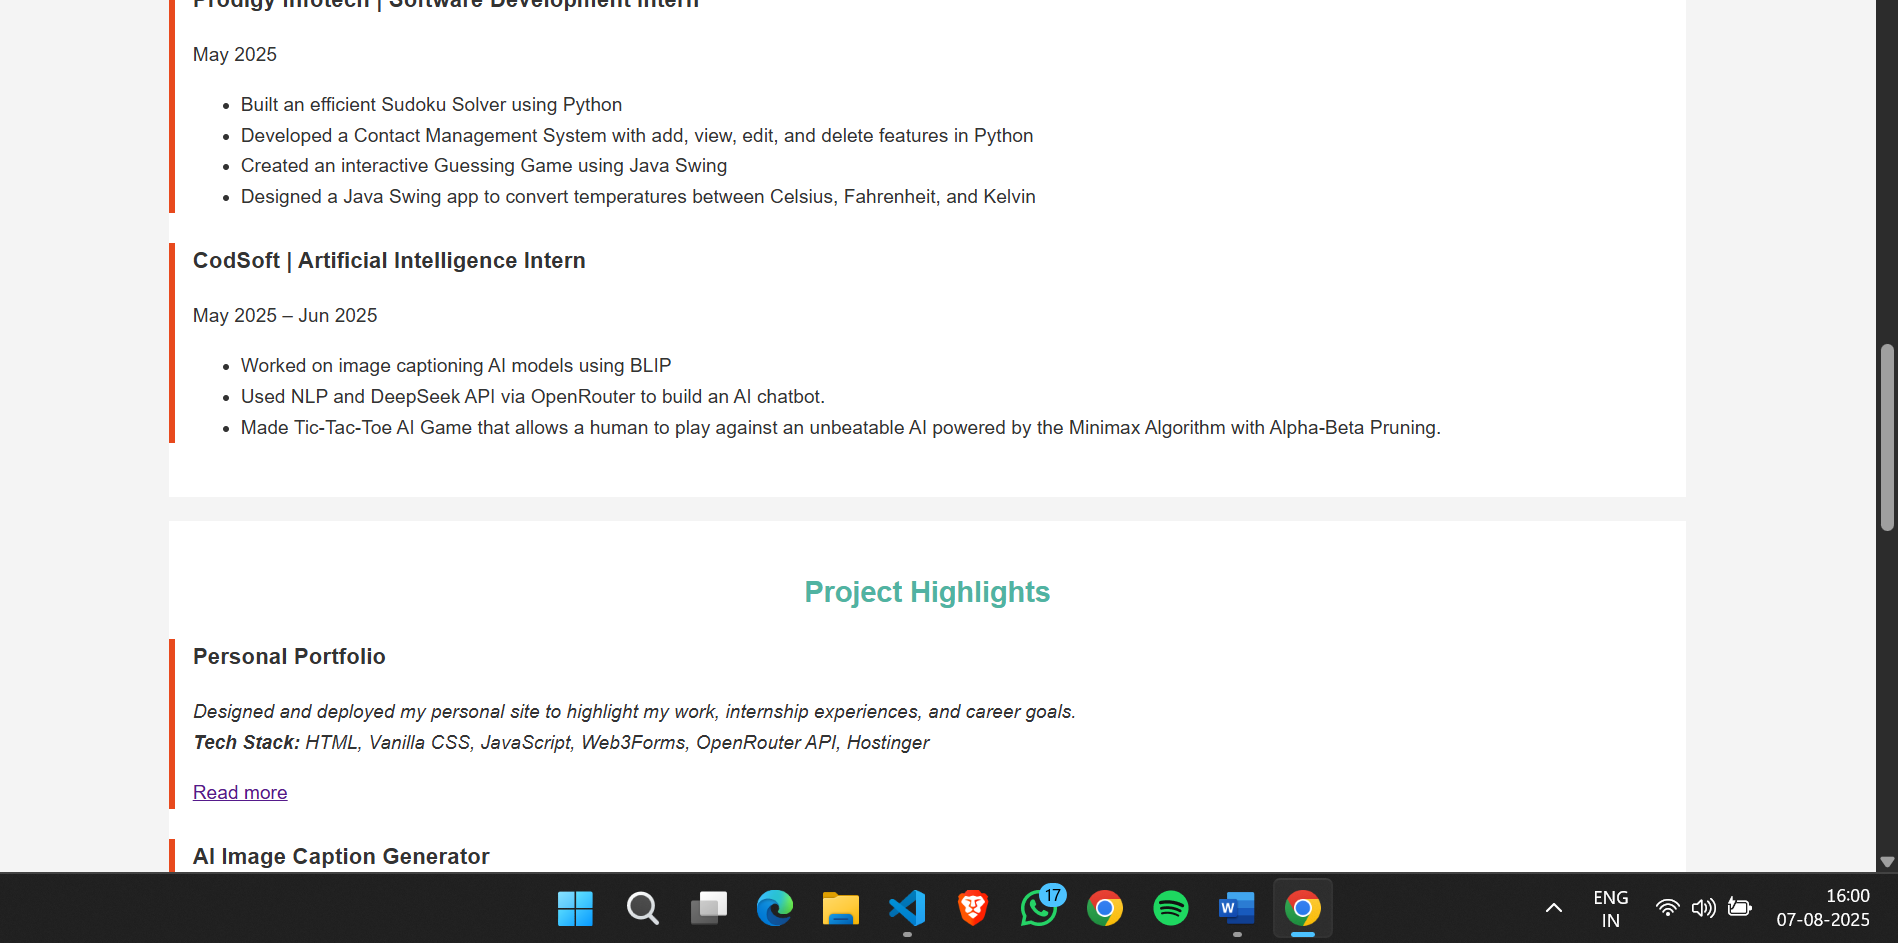 Prodigy Infotech | Software Development Intern
May 2025
Built an efficient Sudoku Solver using Python
Developed a Contact Management System with add, view, edit, and delete features in Python
Created an interactive Guessing Game using Java Swing
Designed a Java Swing app to convert temperatures between Celsius, Fahrenheit, and Kelvin
CodSoft | Artificial Intelligence Intern
May 2025 – Jun 2025
Worked on image captioning AI models using BLIP
Used NLP and DeepSeek API via OpenRouter to build an AI chatbot.
Made Tic-Tac-Toe AI Game that allows a human to play against an unbeatable AI powered by the Minimax Algorithm with Alpha-Beta Pruning.
Project Highlights
Personal Portfolio
Designed and deployed my personal site to highlight my work, internship experiences, and career goals.
Tech Stack: HTML, Vanilla CSS, JavaScript, Web3Forms, OpenRouter API, Hostinger
Read more
AI Image Caption Generator
17
W
ENG
IN
16:00
07-08-2025